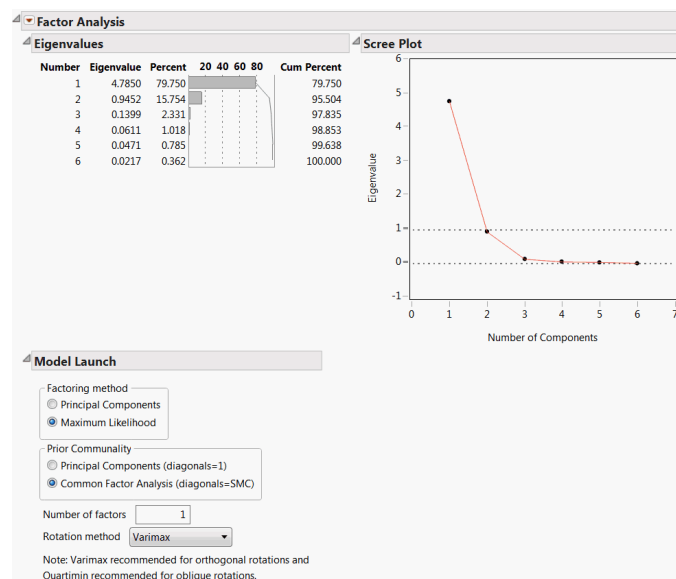 Factor Analysis
Eigenvalues
Number Eigenvalue Percent 20 40 60 80 Cum Percent
1 4.7850 79.750 79.750
2 0.9452 15.754 95.504
3 0.1399 2.331 97.835
4 0.0611 1.018 98.853
5 0.0471 0.785 99.638
6 0.0217 0.362 100.000
Scree Plot
6
5
4
3
2
1
0
-1
Eigenvalue
0 1 2 3 4 5 6 7
Number of Components
Model Launch
Factoring method
Principal Components
Maximum Likelihood
Prior Communality
Principal Components (diagonals=1)
Common Factor Analysis (diagonals=SMC)
Number of factors 1
Rotation method Varimax
Note: Varimax recommended for orthogonal rotations and
Quartimin recommended for oblique rotations.